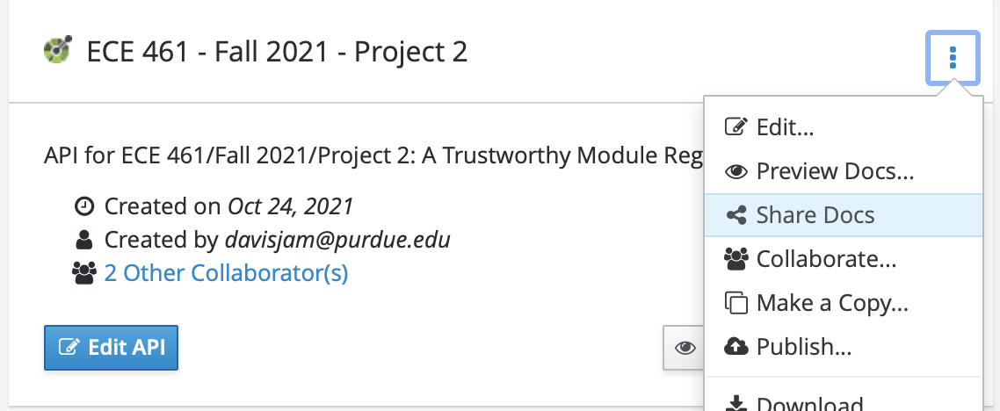 ECE 461 - Fall 2021 - Project 2
API for ECE 461/Fall 2021/Project 2: A Trustworthy Module Reg
Created on Oct 24, 2021
Created by davisjam@purdue.edu
2 Other Collaborator(s)
Edit API
Edit...
Preview Docs...
Share Docs
Collaborate...
Make a Copy...
Publish...
Download